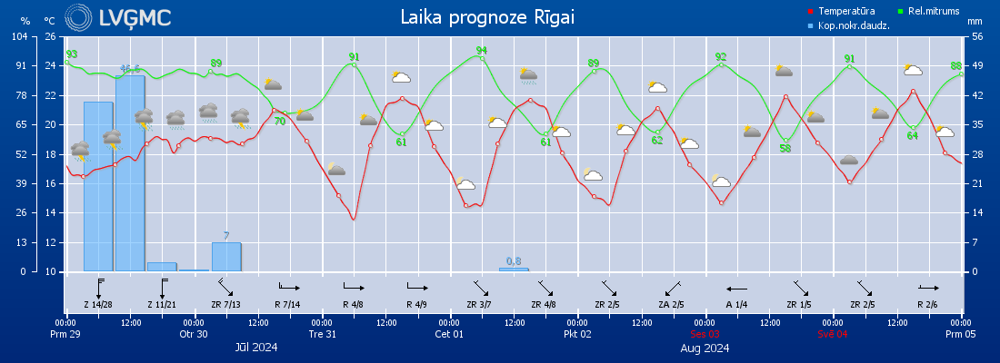 LVĢMC
Laika prognoze Rīgai
Temperatūra
Rel.mitrums
Kop.nokr.daudz.
% °C mm
104 26 56
91 24 49
78 22 42
65 20 35
52 18 28
39 16 21
26 14 14
13 12 7
0 10 0
93 89 91 94 89 92 91 88
46,6
70 61 61 62 58 64
7 0,8
Z 14/28 Z 11/21 ZR 7/13 R 7/14 R 4/8 R 4/9 ZR 3/7 ZR 4/8 ZR 2/5 ZA 2/5 A 1/4 ZR 1/5 ZR 2/5 R 2/6
00:00 12:00 00:00 12:00 00:00 12:00 00:00 12:00 00:00 12:00 00:00 12:00 00:00 12:00 00:00
Prm 29 Otr 30 Tre 31 Cet 01 Pkt 02 Ses 03 Svē 04 Prm 05
Jūl 2024 Aug 2024